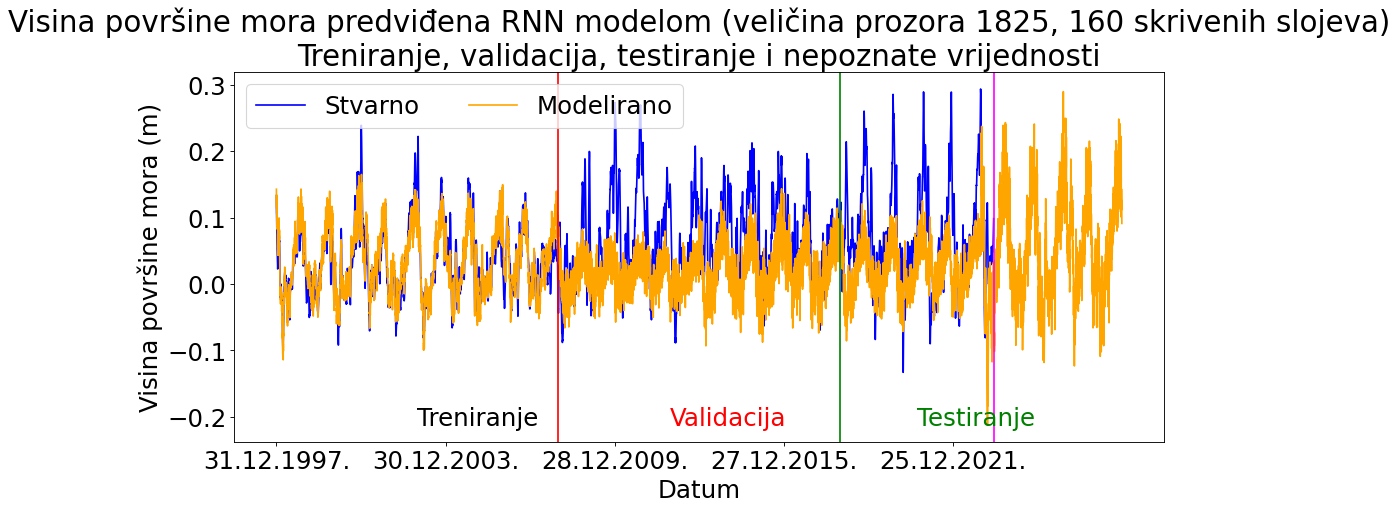 Visina površine mora predviđena RNN modelom (veličina prozora 1825, 160 skrivenih slojeva)
Treniranje, validacija, testiranje i nepoznate vrijednosti
Stvarno Modelirano
Visina površine mora (m)
0.3
0.2
0.1
0.0
−0.1
−0.2
Treniranje Validacija Testiranje
31.12.1997. 30.12.2003. 28.12.2009. 27.12.2015. 25.12.2021.
Datum